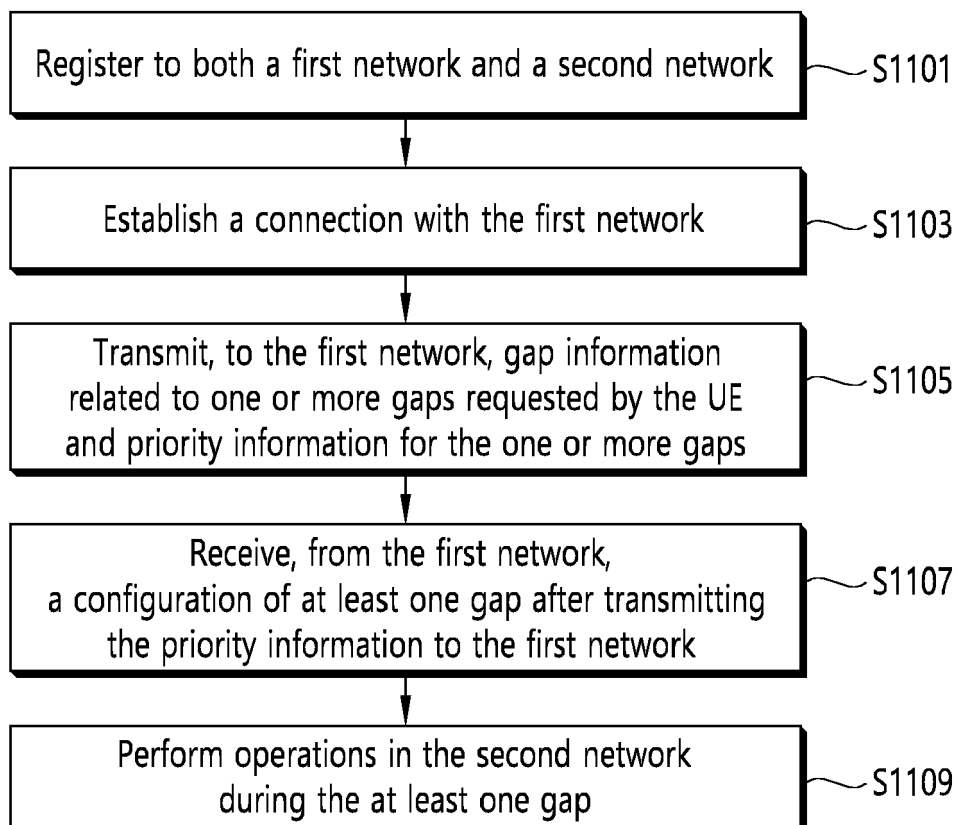 Register to both a first network and a second network
S1101
Establish a connection with the first network
S1103
Transmit, to the first network, gap information
related to one or more gaps requested by the UE
and priority information for the one or more gaps
S1105
Receive, from the first network,
a configuration of at least one gap after transmitting
the priority information to the first network
S1107
Perform operations in the second network
during the at least one gap
S1109